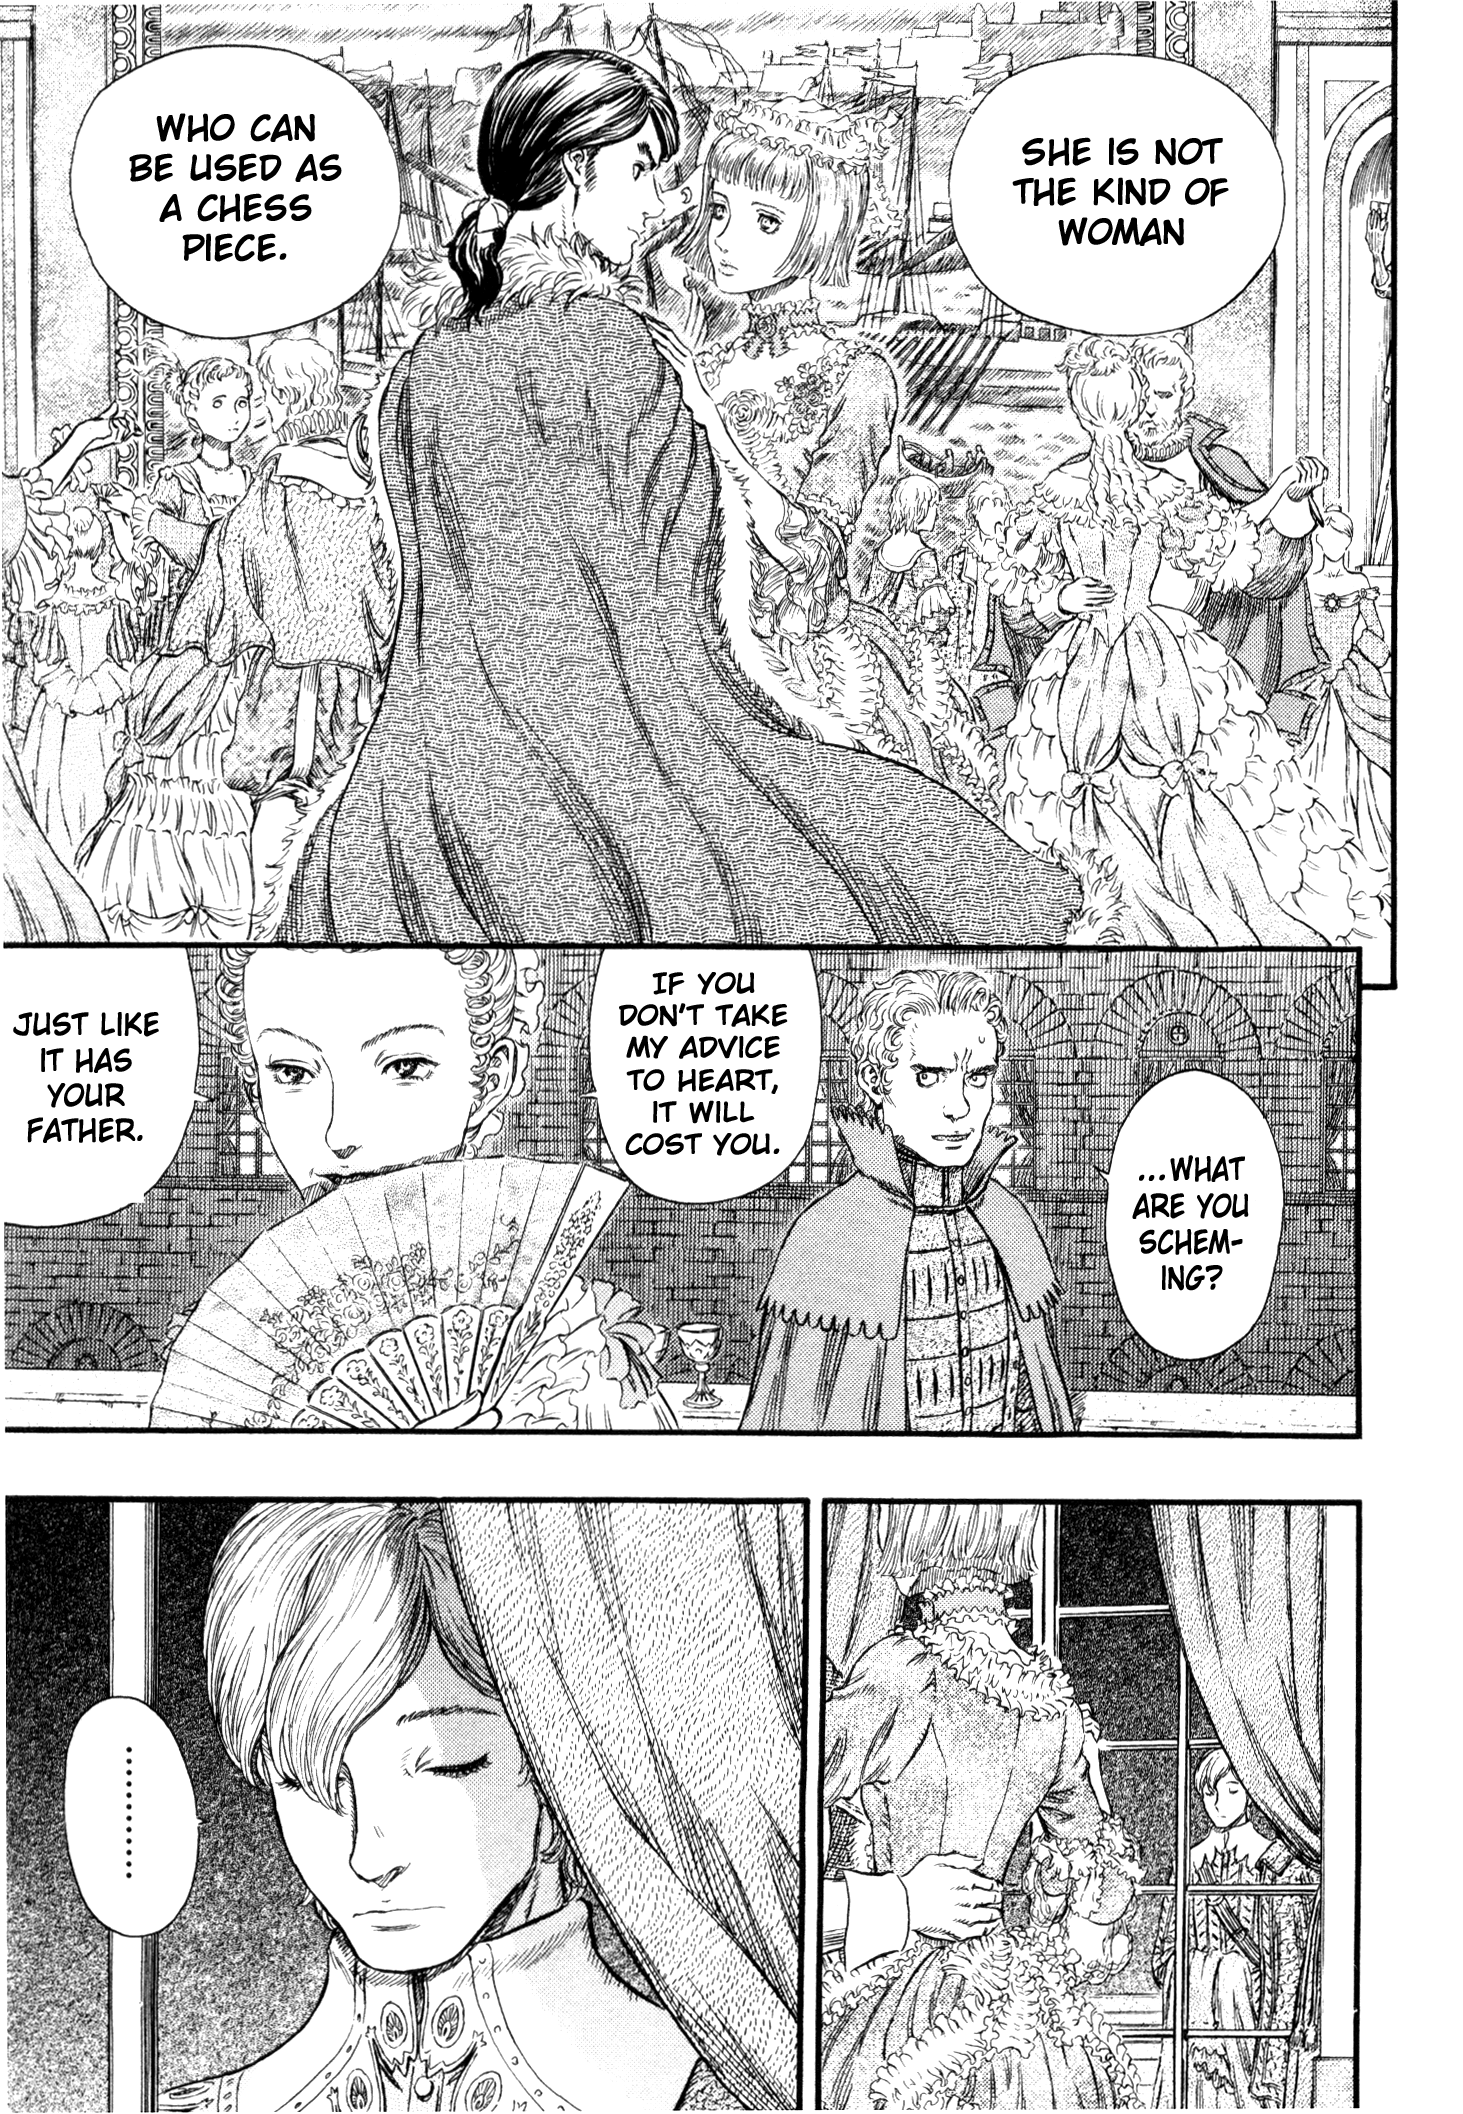 SHE IS NOT
THE KIND OF
WOMAN
WHO CAN
BE USED AS
A CHESS
PIECE.
...WHAT
ARE YOU
SCHEM-
ING?
IF YOU
DON'T TAKE
MY ADVICE
TO HEART,
IT WILL
COST YOU.
JUST LIKE
IT HAS
YOUR
FATHER.
..........